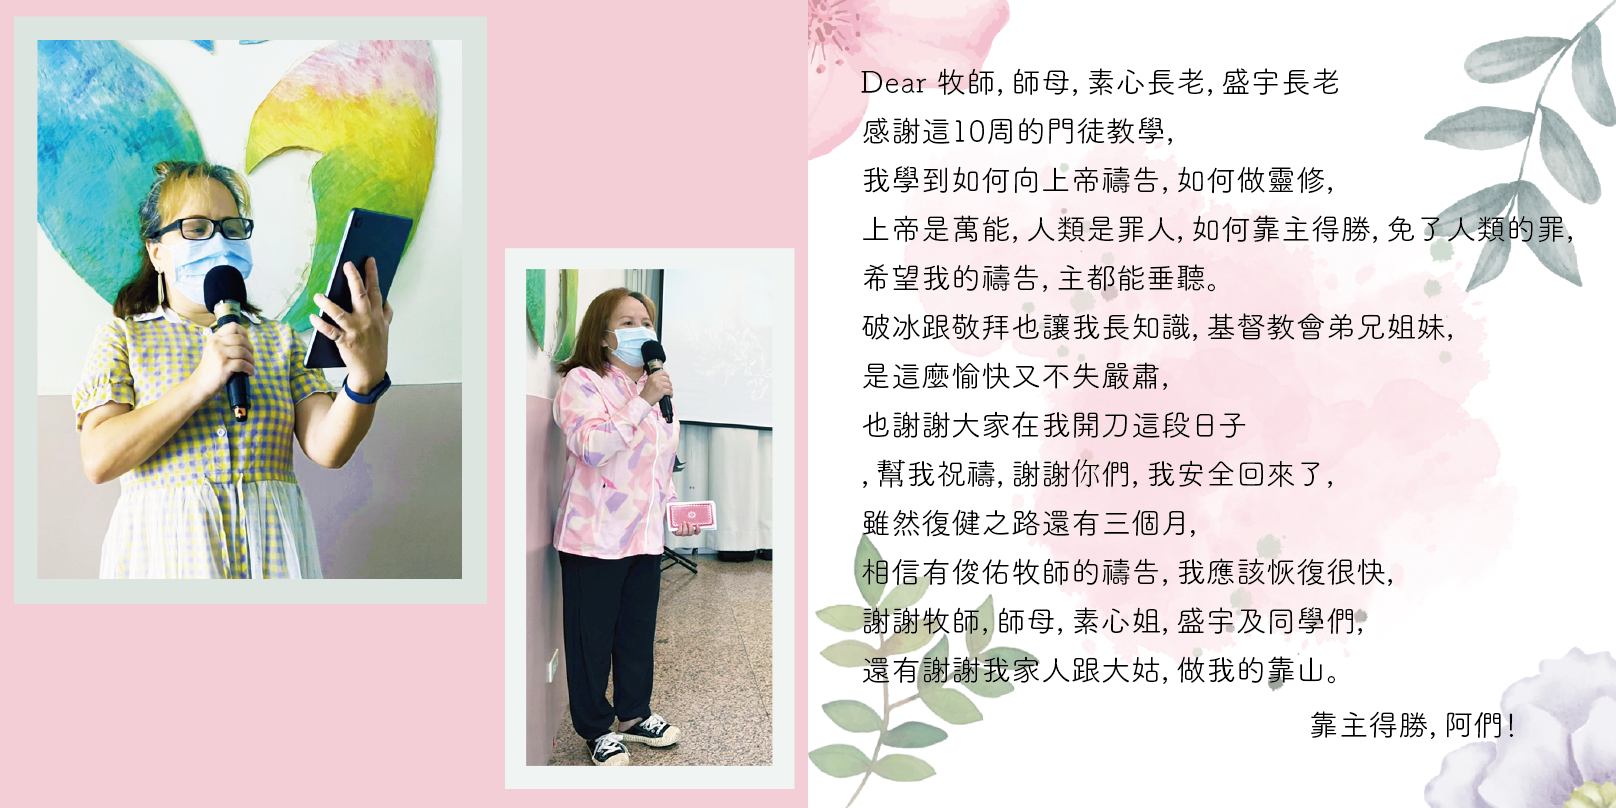 Dear 牧師, 師母, 素心長老, 盛宇長老
感謝這10周的門徒教學,
我學到如何向上帝禱告, 如何做靈修,
上帝是萬能, 人類是罪人, 如何靠主得勝, 免了人類的罪,
希望我的禱告, 主都能垂聽。
破冰跟敬拜也讓我長知識, 基督教會弟兄姐妹,
是這麼愉快又不失嚴肅,
也謝謝大家在我開刀這段日子
, 幫我祝禱, 謝謝你們, 我安全回來了,
雖然復健之路還有三個月,
相信有俊佑牧師的禱告, 我應該恢復很快,
謝謝牧師, 師母, 素心姐, 盛宇及同學們,
還有謝謝我家人跟大姑, 做我的靠山。
靠主得勝, 阿們!